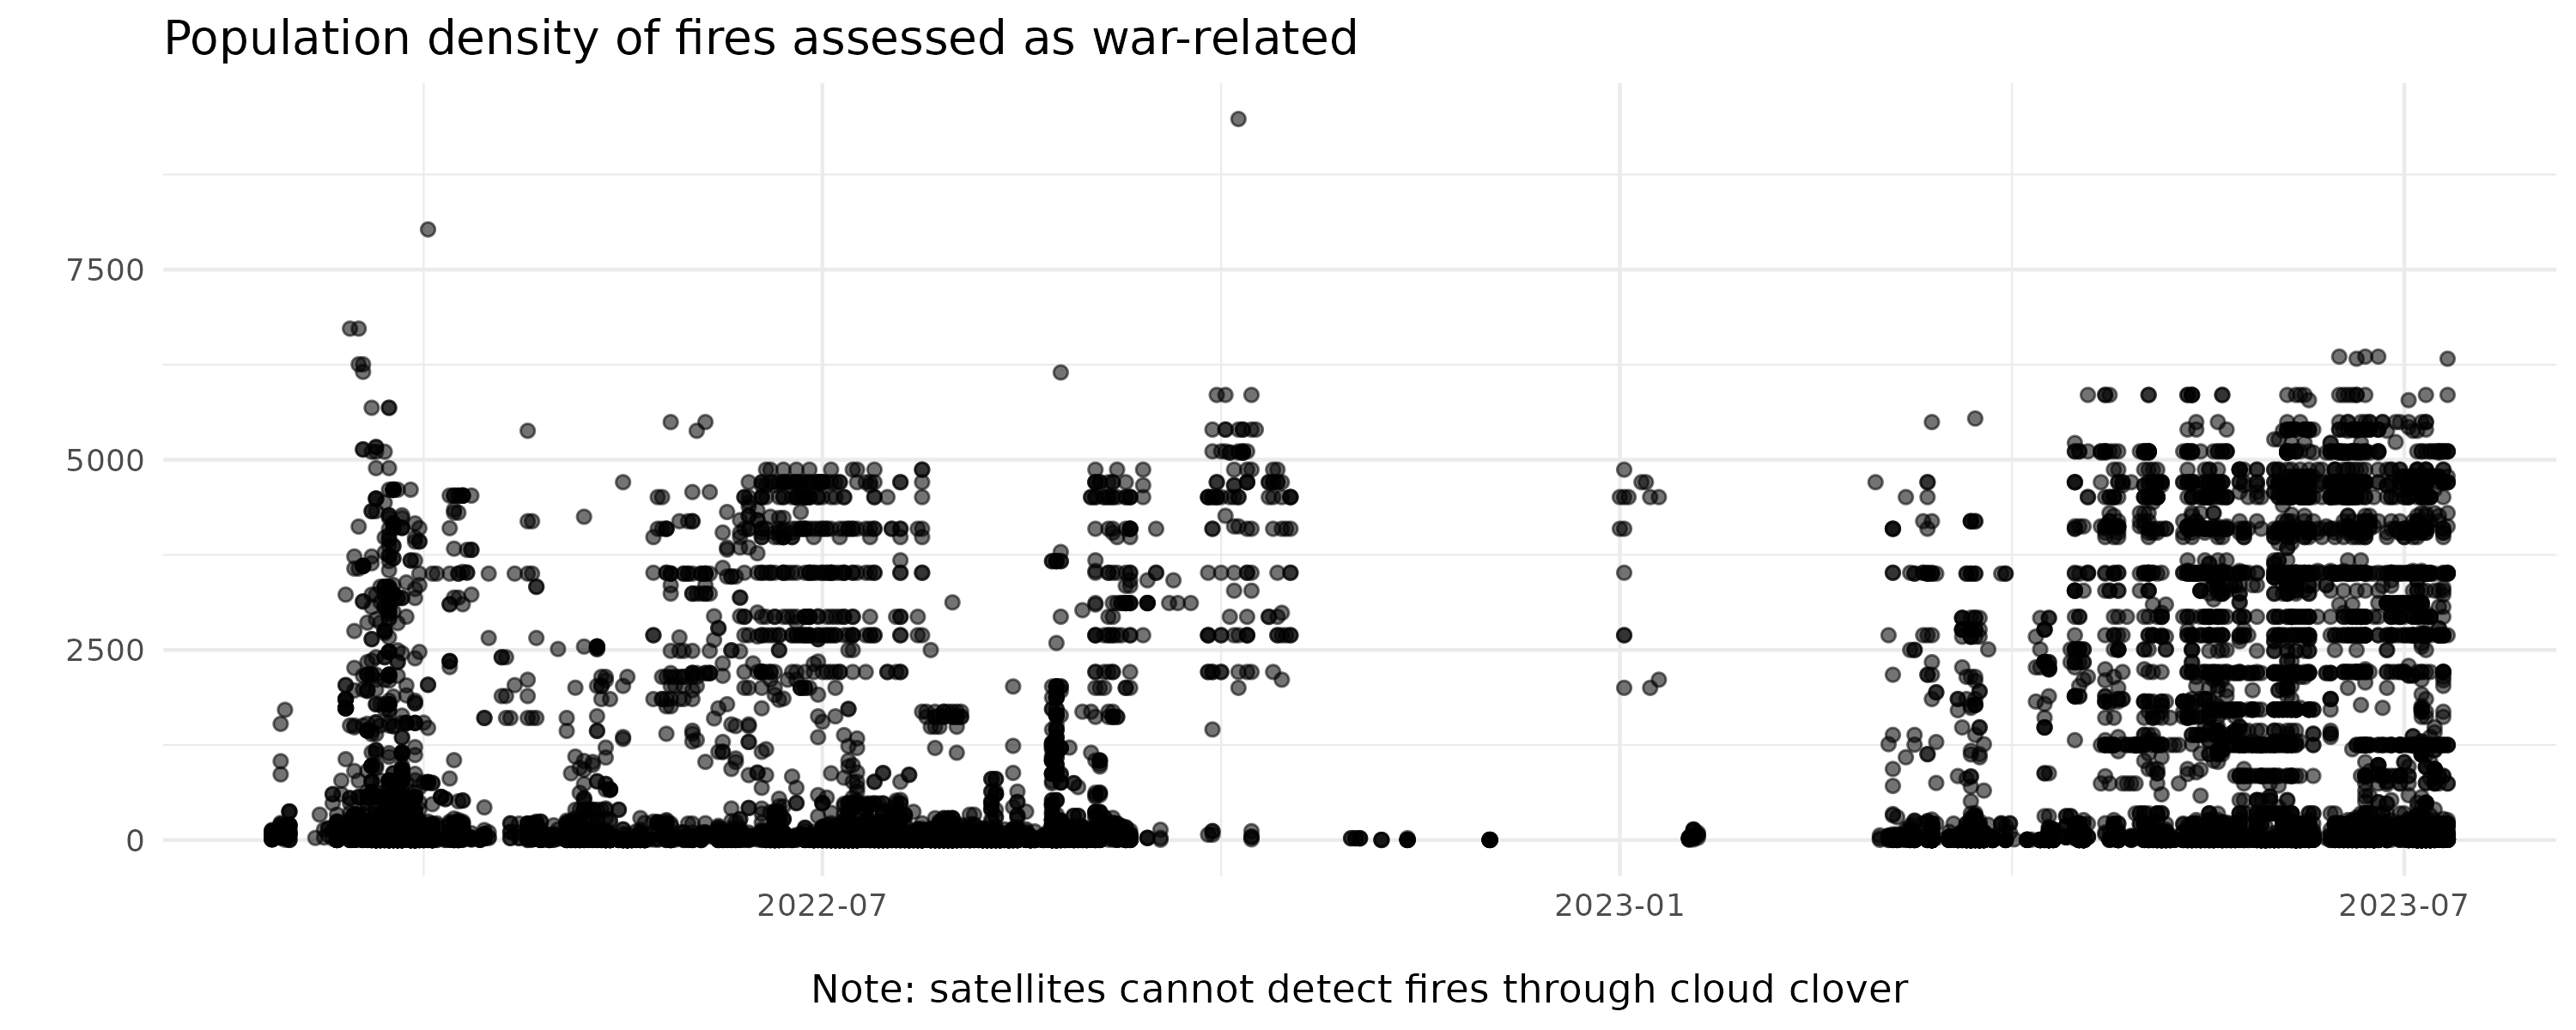 Population density of fires assessed as war-related
7500
5000
2500
0
2022-07 2023-01 2023-07
Note: satellites cannot detect fires through cloud clover